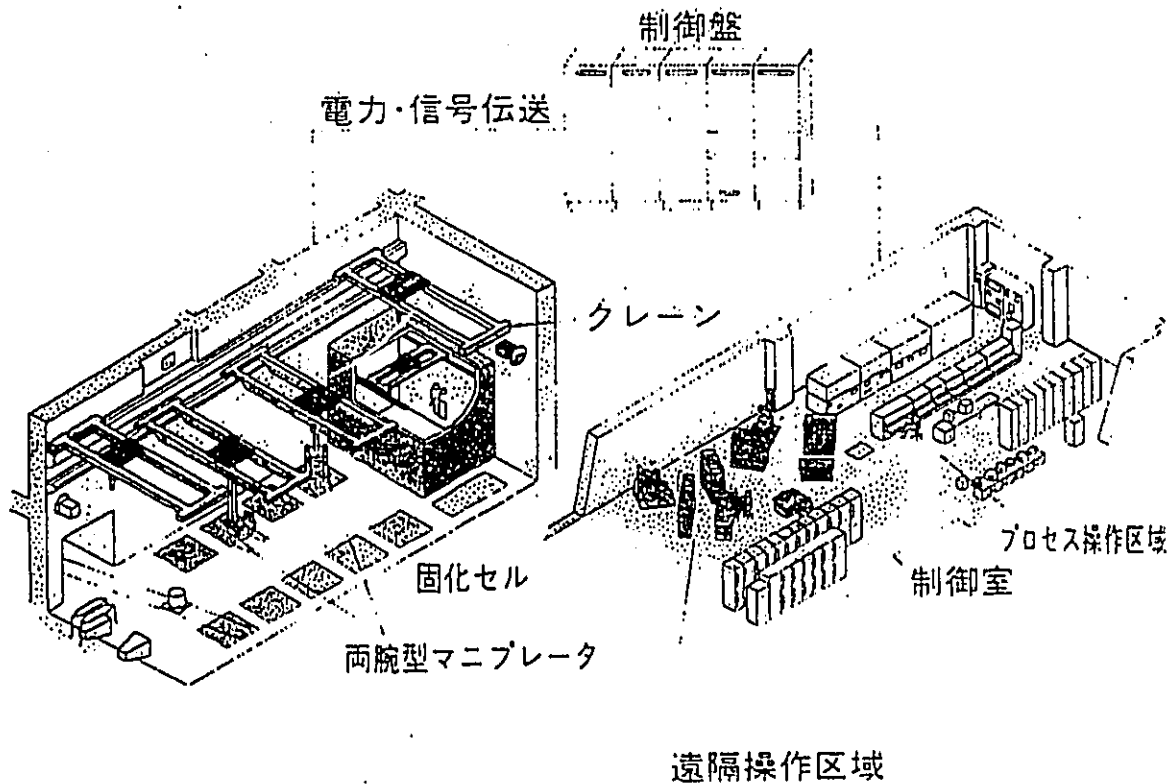 制御盤
電力・信号伝送
クレーン
プロセス操作区域
固化セル
制御室
両腕型マニプレータ
遠隔操作区域